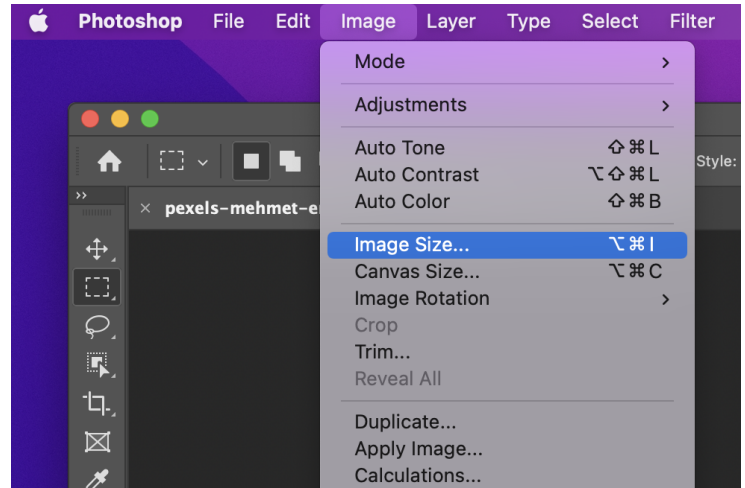 Photoshop File Edit Image Layer Type Select Filter
Mode >
Adjustments >
Auto Tone ⇧⌘L
Auto Contrast ⌥⇧⌘L
Auto Color ⇧⌘B
Style:
pexels-mehmet-
Image Size... ⌥⌘I
Canvas Size... ⌥⌘C
Image Rotation >
Crop
Trim...
Reveal All
Duplicate...
Apply Image...
Calculations...